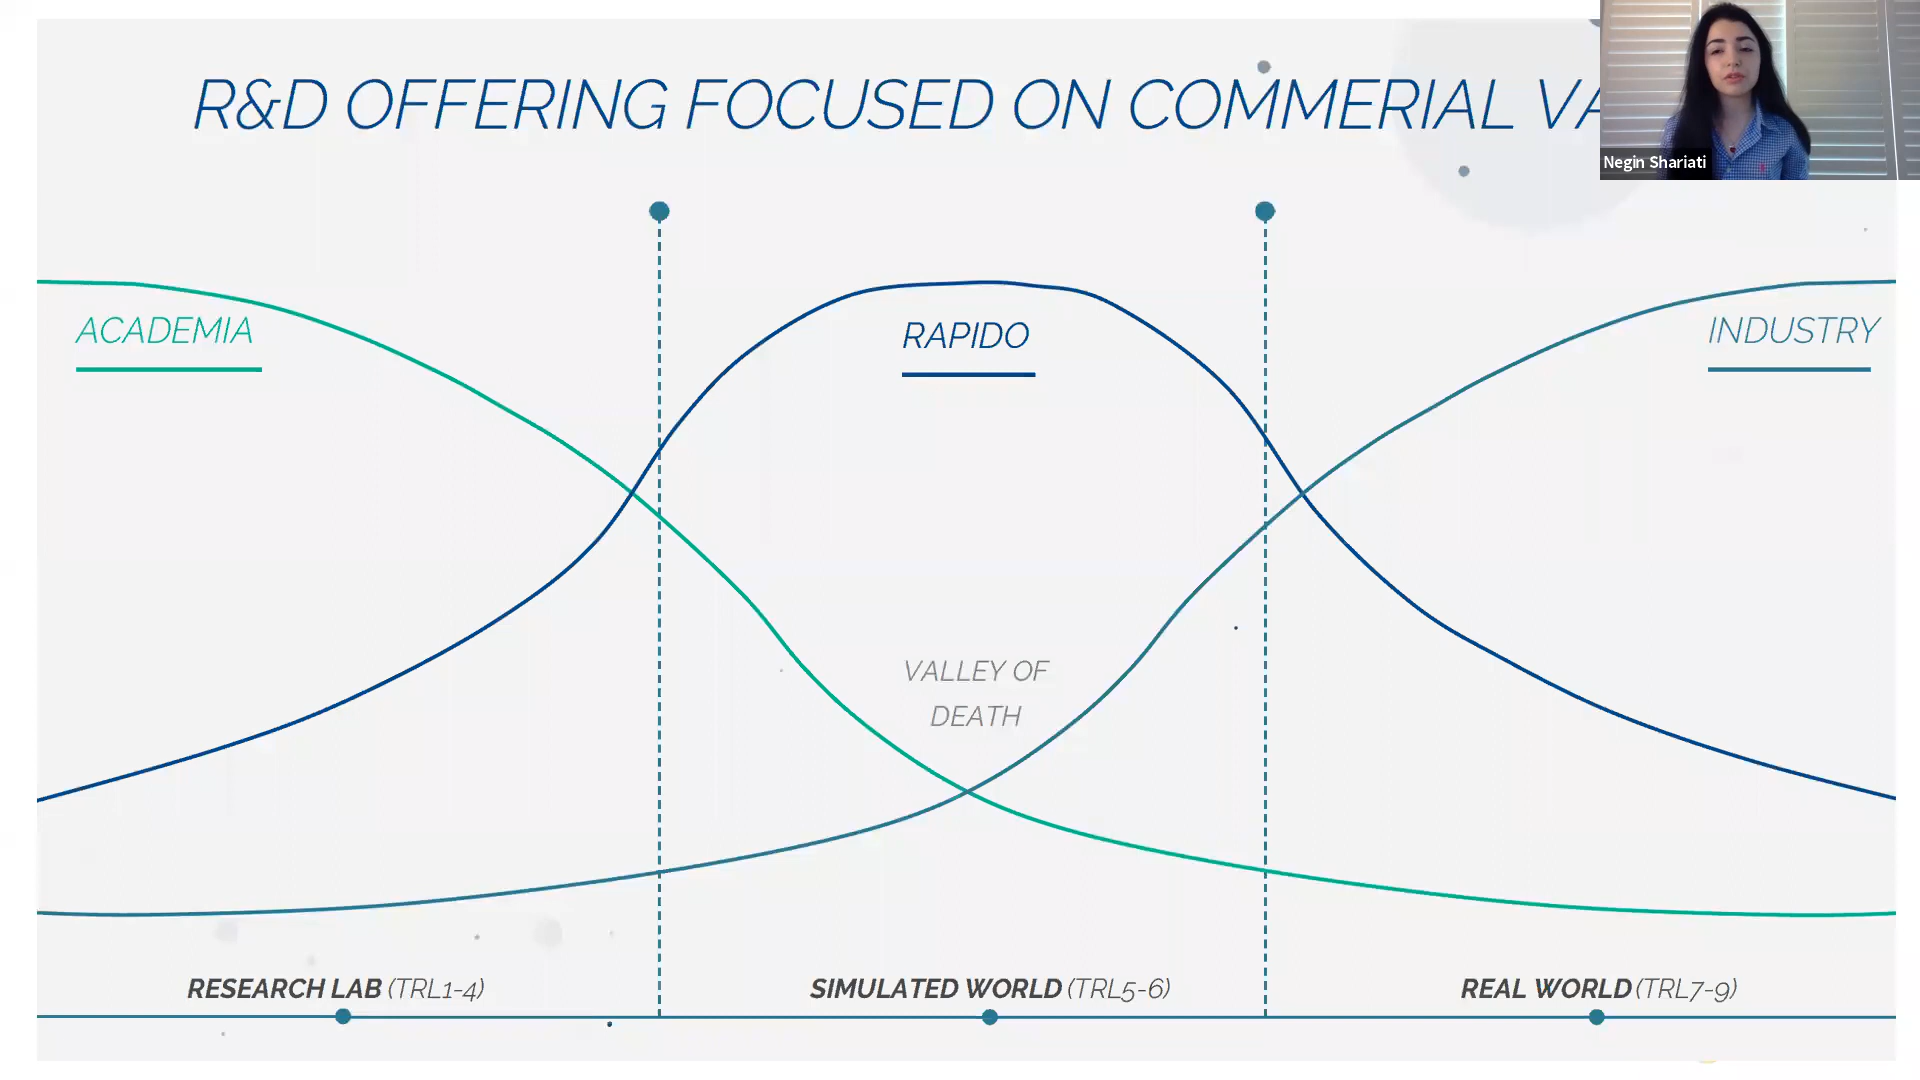 R&D OFFERING FOCUSED ON COMMERIAL
Negin Shariati
ACADEMIA
RAPIDO
INDUSTRY
VALLEY OF
DEATH
RESEARCH LAB (TRL1-4)
SIMULATED WORLD (TRL5-6)
REAL WORLD (TRL7-9)